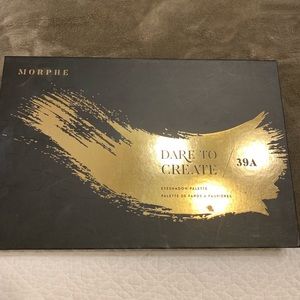 MORPHE
DARE TO
CREATE
39A
EYESHADOW PALETTE
PALETTE DE FARDS À PAUPIÈRES